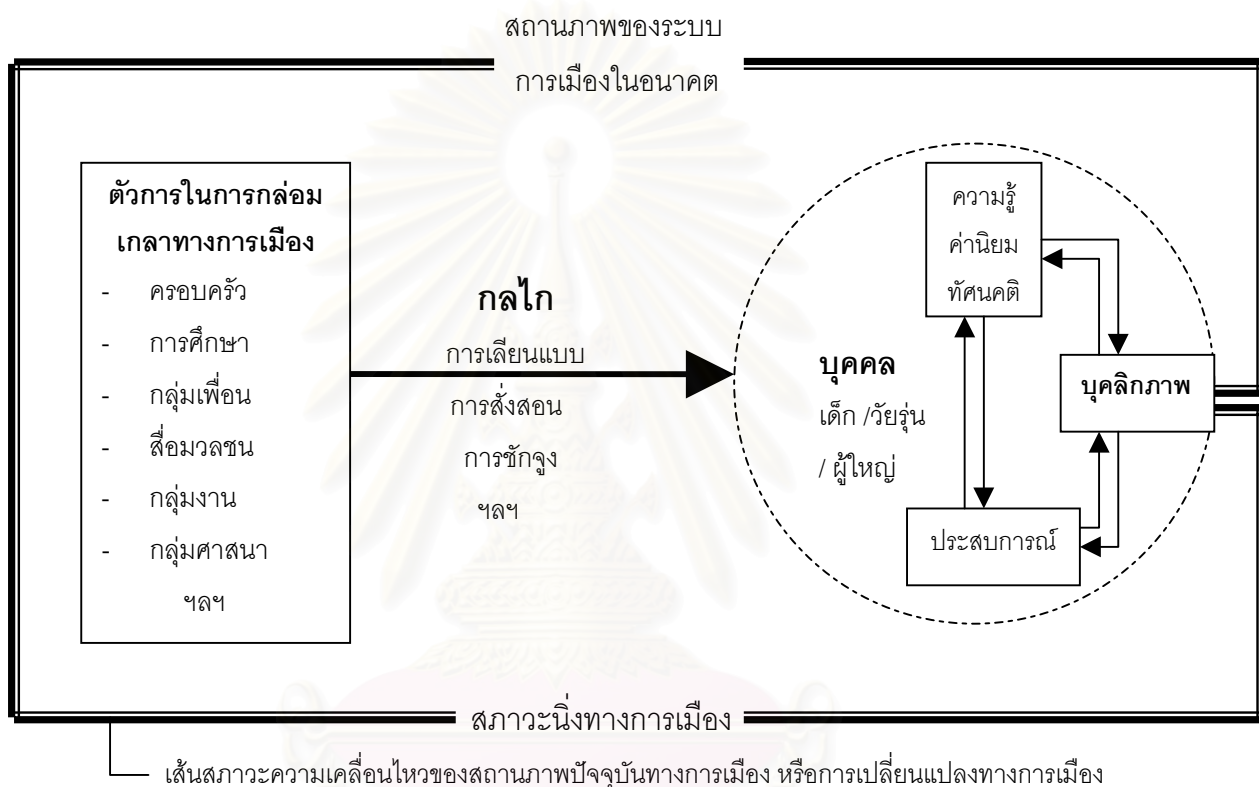 สถานภาพของระบบ
การเมืองในอนาคต
ตัวการในการกล่อม
เกลาทางการเมือง
- ครอบครัว
- การศึกษา
- กลุ่มเพื่อน
- สื่อมวลชน
- กลุ่มงาน
- กลุ่มศาสนา
ฯลฯ
กลไก
การเลียนแบบ
การสั่งสอน
การชักจูง
ฯลฯ
บุคคล
เด็ก /วัยรุ่น
/ ผู้ใหญ่
ความรู้
ค่านิยม
ทัศนคติ
บุคลิกภาพ
ประสบการณ์
สภาวะนิ่งทางการเมือง
เส้นสภาวะความเคลื่อนไหวของสถานภาพปัจจุบันทางการเมือง หรือการเปลี่ยนแปลงทางการเมือง